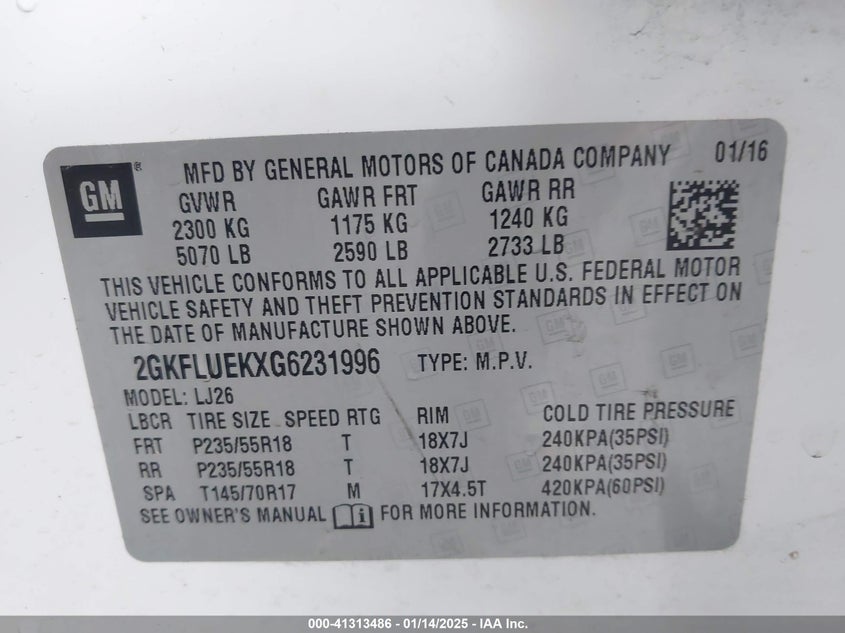 GM ® MFD BY GENERAL MOTORS OF CANADA COMPANY 01/16
GVWR GAWR FRT GAWR RR
2300 KG 1175 KG 1240 KG
5070 LB 2590 LB 2733 LB
THIS VEHICLE CONFORMS TO ALL APPLICABLE U.S. FEDERAL MOTOR
VEHICLE SAFETY AND THEFT PREVENTION STANDARDS IN EFFECT ON
THE DATE OF MANUFACTURE SHOWN ABOVE.
2GKFLUEKXG6231996 TYPE: M.P.V.
MODEL: LJ26
LBCR TIRE SIZE SPEED RTG RIM COLD TIRE PRESSURE
FRT P235/55R18 T 18X7J 240KPA(35PSI)
RR P235/55R18 T 18X7J 240KPA(35PSI)
SPA T145/70R17 M 17X4.5T 420KPA(60PSI)
SEE OWNER'S MANUAL i FOR MORE INFORMATION.
000-41313486 - 01/14/2025 - IAA Inc.